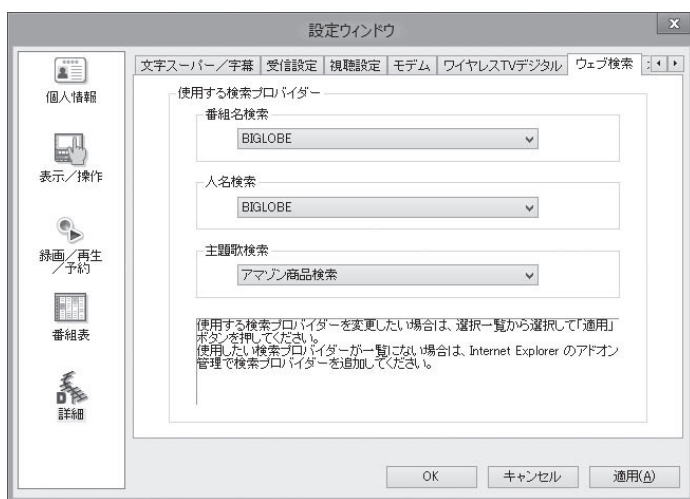 設定ウィンドウ
x
個人情報
表示／操作
録画／再生
／予約
番組表
D
詳細
文字スーパー／字幕 受信設定 視聴設定 モデム ワイヤレスTVデジタル ウェブ検索
使用する検索プロバイダー
番組名検索
BIGLOBE
人名検索
BIGLOBE
主題歌検索
アマゾン商品検索
使用する検索プロバイダーを変更したい場合は、選択一覧から選択して「適用」
ボタンを押してください。
使用したい検索プロバイダーが一覧にない場合は、Internet Explorer のアドオン
管理で検索プロバイダーを追加してください。
OK キャンセル 適用(A)